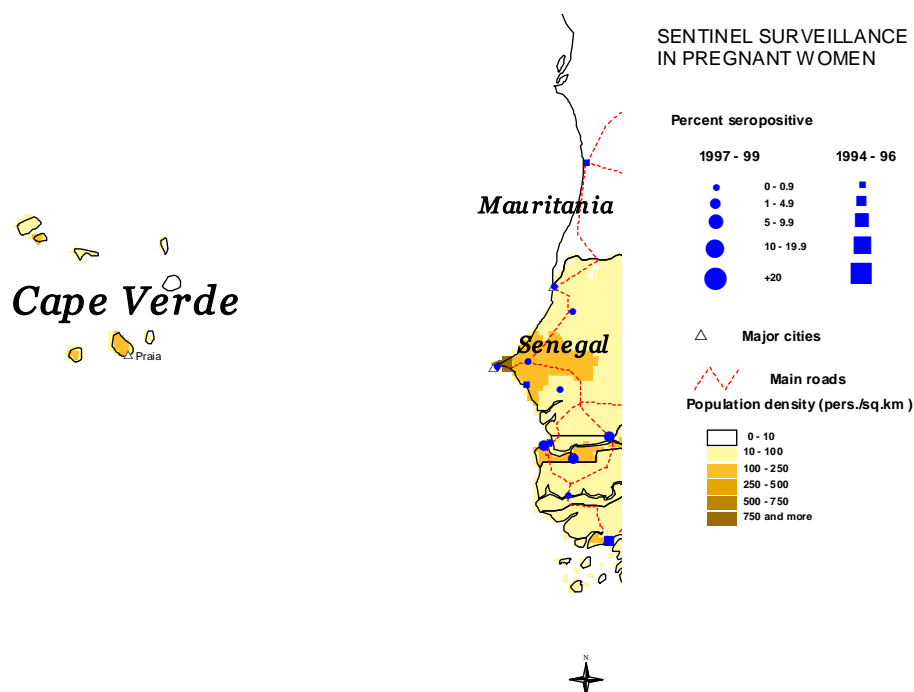 SENTINEL SURVEILLANCE
IN PREGNANT WOMEN
Percent seropositive
1997 - 99
1994 - 96
0 - 0.9
1 - 4.9
5 - 9.9
10 - 19.9
+20
Major cities
Main roads
Population density (pers./sq.km )
0 - 10
10 - 100
100 - 250
250 - 500
500 - 750
750 and more
Mauritania
Cape Verde
Senegal
Praia
N